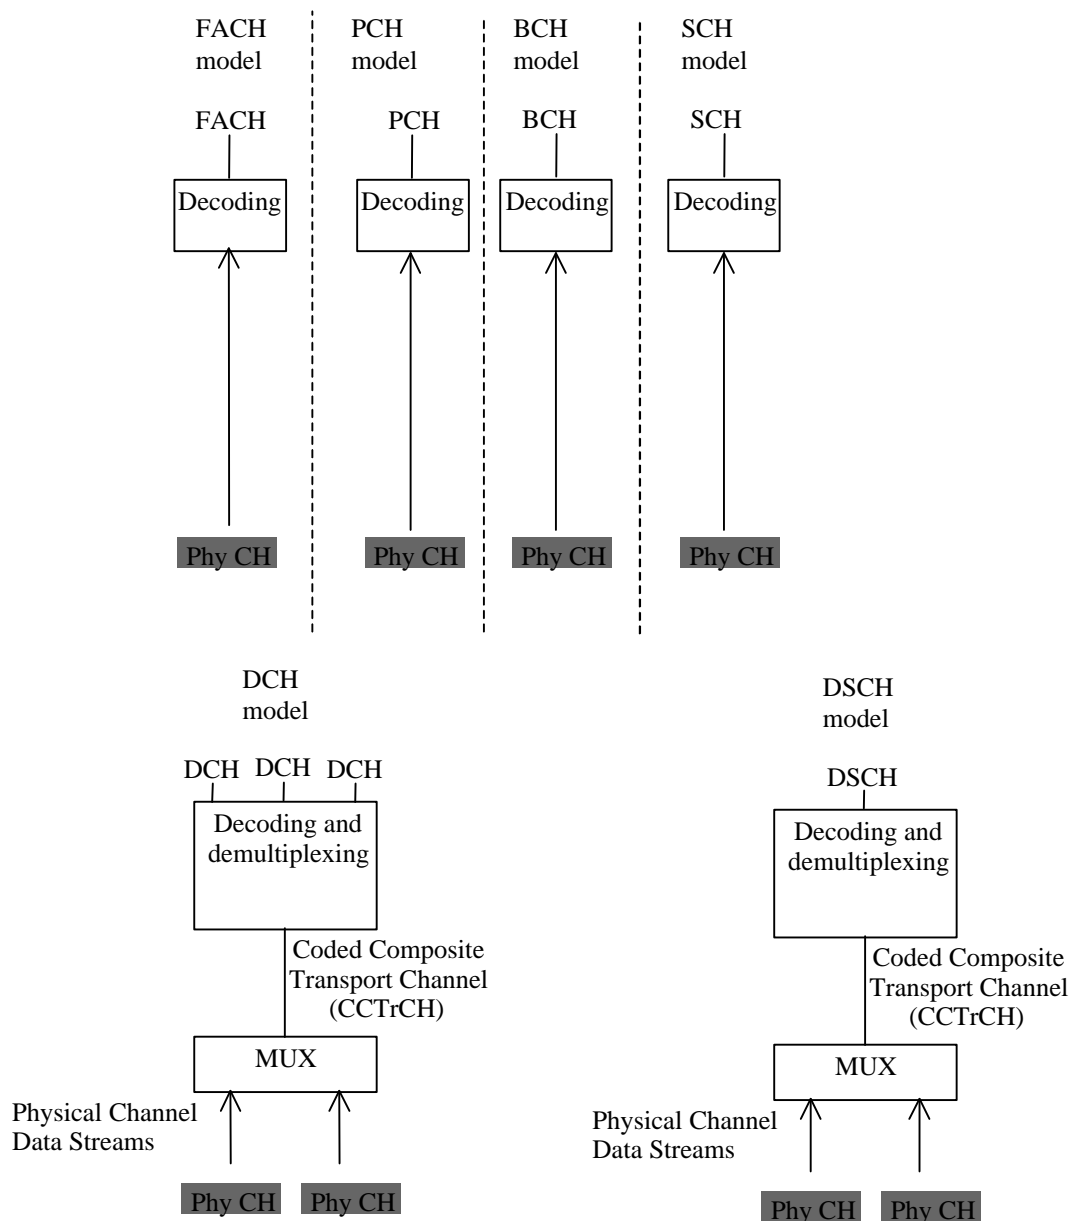 FACH
model
PCH
model
BCH
model
SCH
model
FACH
PCH
BCH
SCH
Decoding
Decoding
Decoding
Decoding
Phy CH
Phy CH
Phy CH
Phy CH
DCH
model
DCH
DCH
DCH
Decoding and
demultiplexing
Coded Composite
Transport Channel
(CCTrCH)
MUX
Physical Channel
Data Streams
Phy CH
Phy CH
DSCH
model
DSCH
Decoding and
demultiplexing
Coded Composite
Transport Channel
(CCTrCH)
MUX
Physical Channel
Data Streams
Phy CH
Phy CH